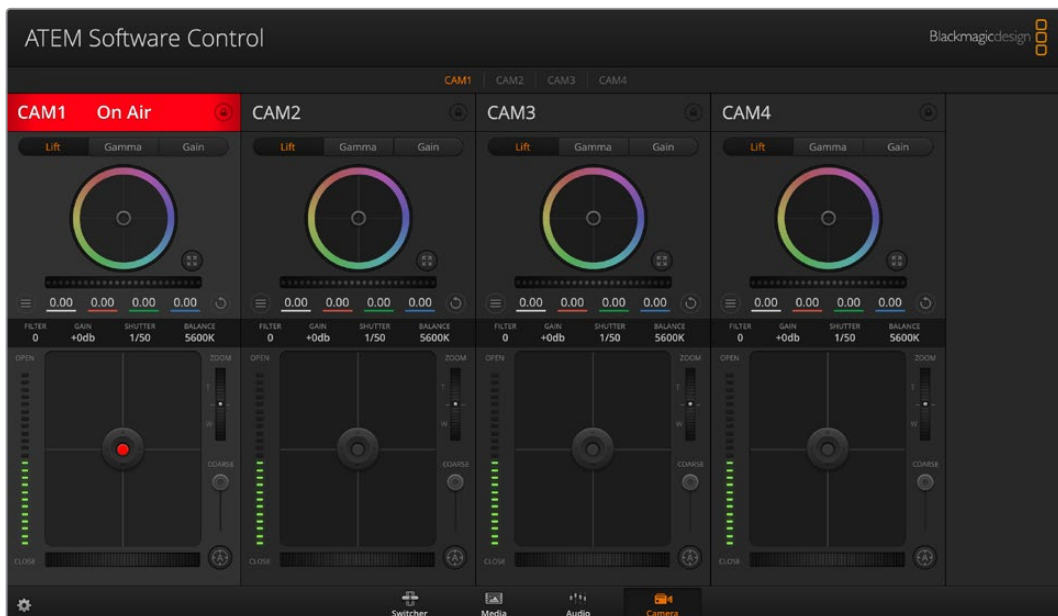 ATEM Software Control
Blackmagicdesign
CAM1 CAM2 CAM3 CAM4
CAM1 On Air CAM2 CAM3 CAM4
Lift Gamma Gain Lift Gamma Gain Lift Gamma Gain Lift Gamma Gain
0.00 0.00 0.00 0.00 0.00 0.00 0.00 0.00 0.00 0.00 0.00 0.00 0.00 0.00 0.00 0.00
FILTER GAIN SHUTTER BALANCE FILTER GAIN SHUTTER BALANCE FILTER GAIN SHUTTER BALANCE FILTER GAIN SHUTTER BALANCE
0 +0db 1/50 5600K 0 +0db 1/50 5600K 0 +0db 1/50 5600K 0 +0db 1/50 5600K
OPEN ZOOM OPEN ZOOM OPEN ZOOM OPEN ZOOM
T T T T
W W W W
COARSE COARSE COARSE COARSE
CLOSE A CLOSE A CLOSE A CLOSE A
Switcher Media Audio Camera